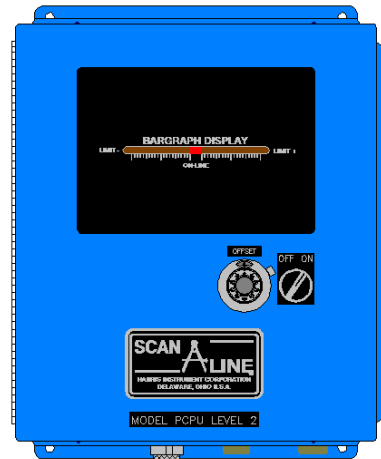 BARGRAPH DISPLAY
LIMIT - LIMIT +
ON-LINE
OFFSET
OFF ON
SCAN A LINE
HARRIS INSTRUMENT CORPORATION
DELAWARE, OHIO U.S.A.
MODEL PCPU LEVEL 2